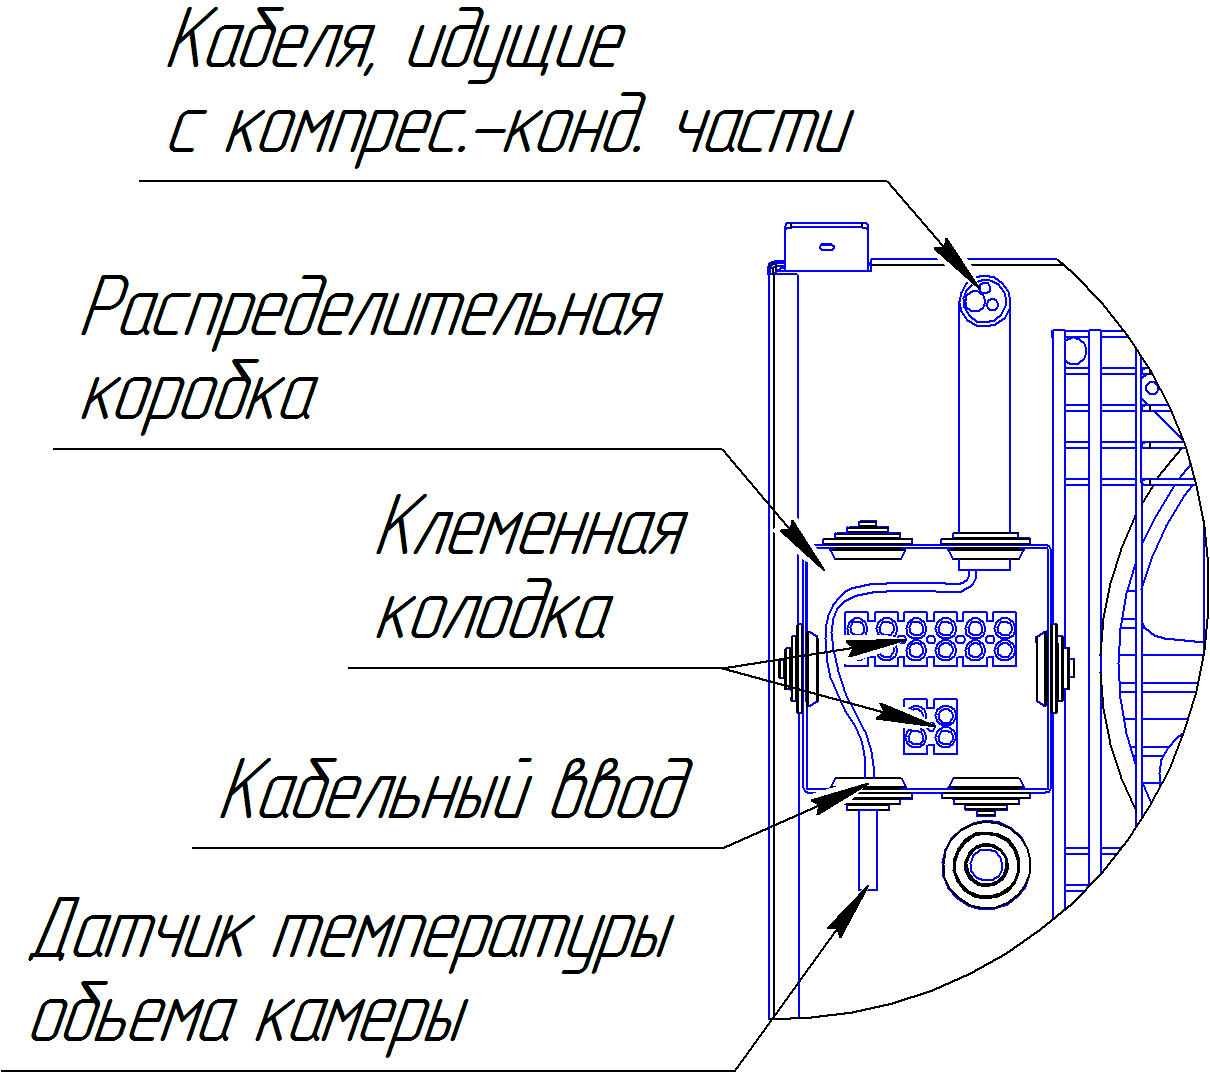 Кабеля, идущие
с компрес.-конд. части
Распределительная
коробка
Клеменная
колодка
Кабельный ввод
Датчик температуры
обьема камеры